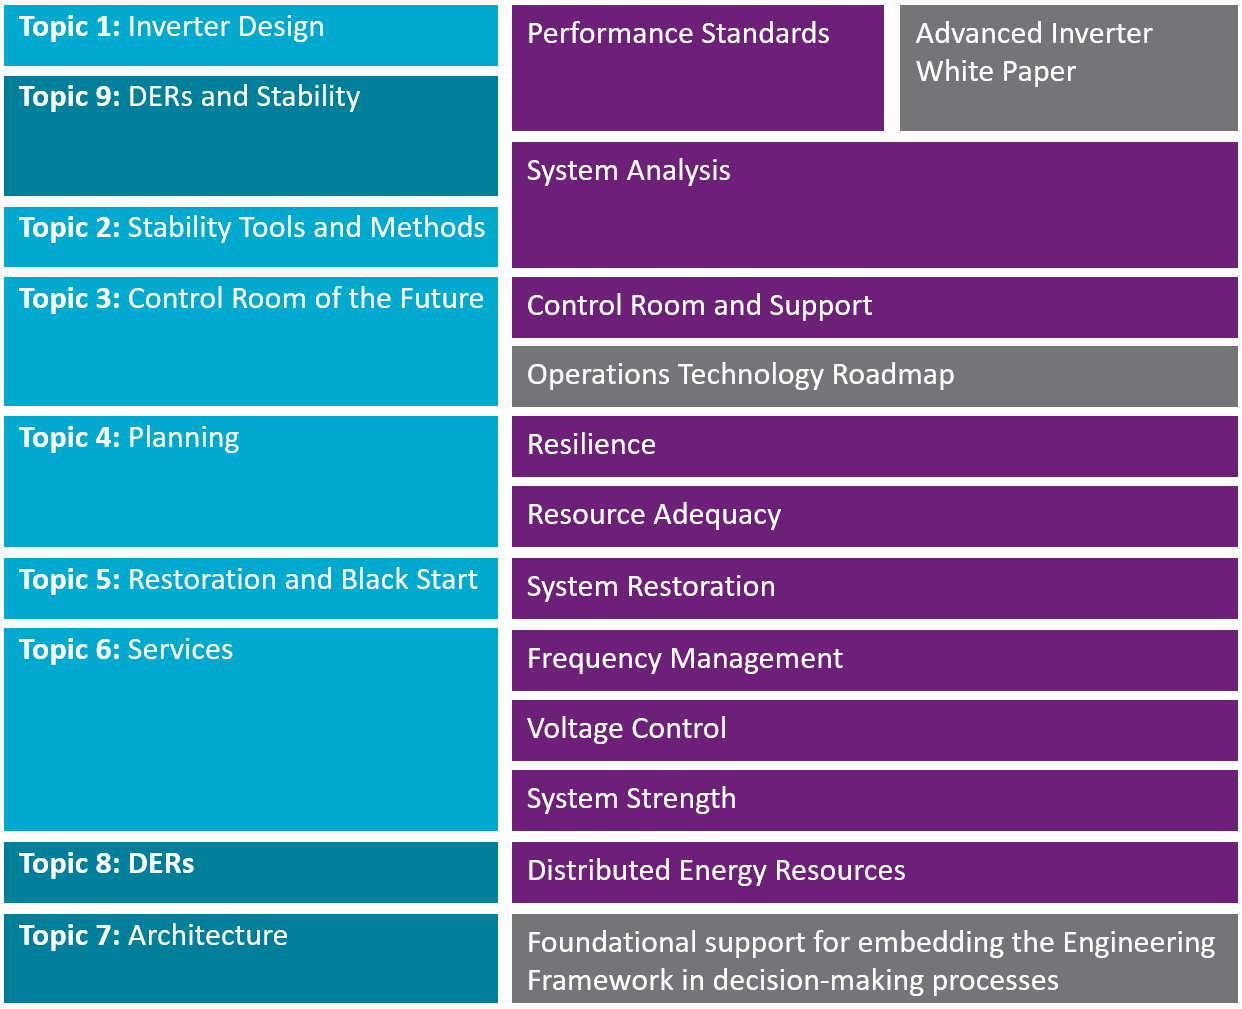 Topic 1: Inverter Design
Performance Standards
Advanced Inverter
White Paper
Topic 9: DERs and Stability
System Analysis
Topic 2: Stability Tools and Methods
Topic 3: Control Room of the Future
Control Room and Support
Operations Technology Roadmap
Topic 4: Planning
Resilience
Resource Adequacy
Topic 5: Restoration and Black Start
System Restoration
Topic 6: Services
Frequency Management
Voltage Control
System Strength
Topic 8: DERs
Distributed Energy Resources
Topic 7: Architecture
Foundational support for embedding the Engineering
Framework in decision-making processes